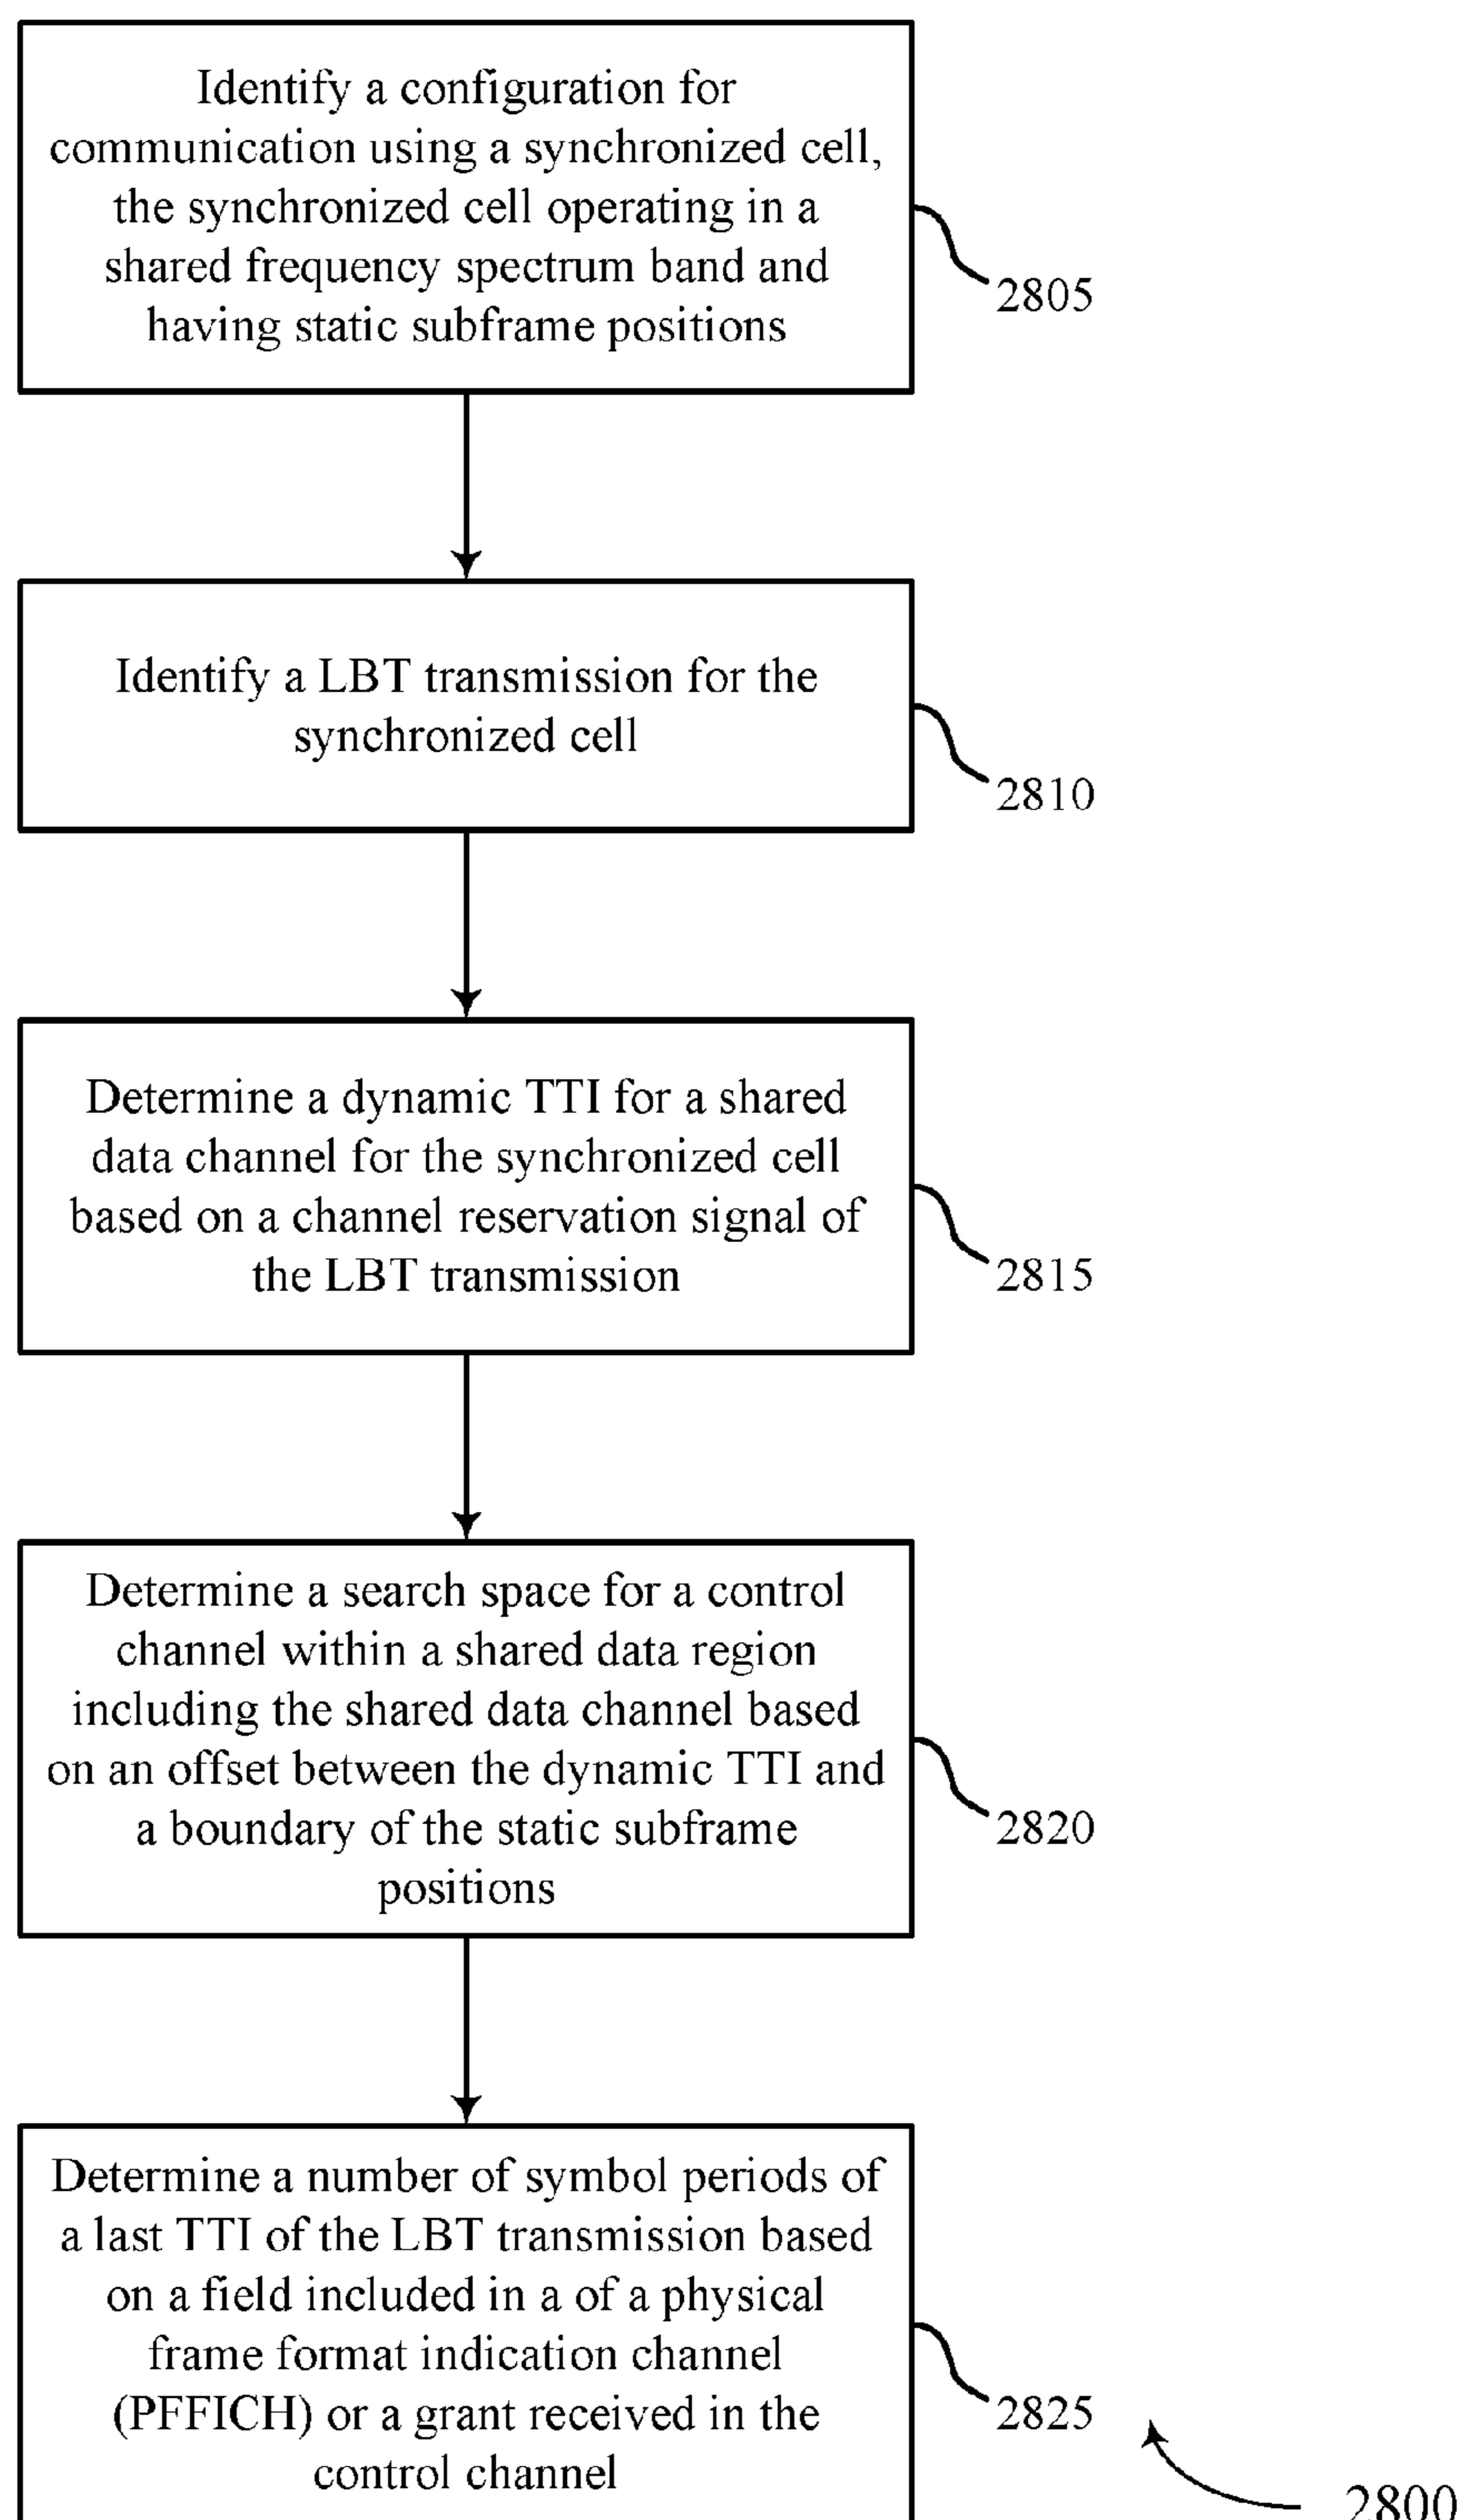 Identify a configuration for
communication using a synchronized cell,
the synchronized cell operating in a
shared frequency spectrum band and
having static subframe positions
2805
Identify a LBT transmission for the
synchronized cell
2810
Determine a dynamic TTI for a shared
data channel for the synchronized cell
based on a channel reservation signal of
the LBT transmission
2815
Determine a search space for a control
channel within a shared data region
including the shared data channel based
on an offset between the dynamic TTI and
a boundary of the static subframe
positions
2820
Determine a number of symbol periods of
a last TTI of the LBT transmission based
on a field included in a of a physical
frame format indication channel
(PFFICH) or a grant received in the
control channel
2825
2800